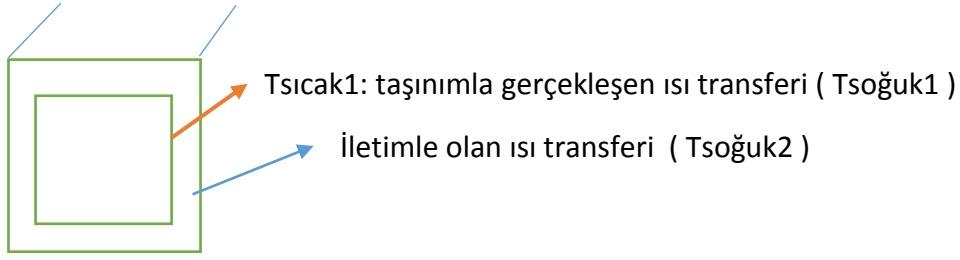 Tsıcak1: taşınımla gerçekleşen ısı transferi ( Tsoğuk1 )
İletimle olan ısı transferi ( Tsoğuk2 )